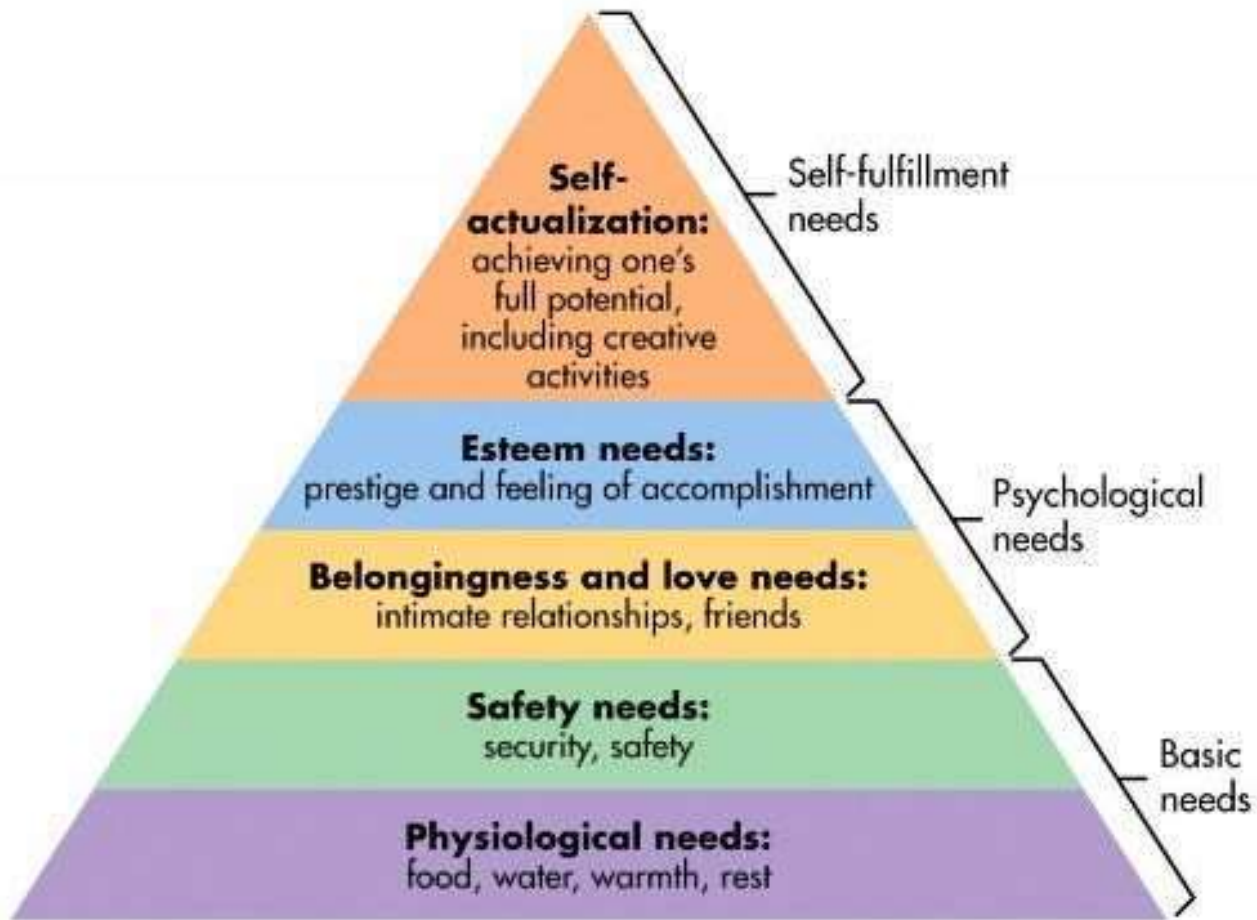 Self-
actualization:
achieving one's
full potential,
including creative
activities
Self-fulfillment
needs
Esteem needs:
prestige and feeling of accomplishment
Psychological
needs
Belongingness and love needs:
intimate relationships, friends
Safety needs:
security, safety
Basic
needs
Physiological needs:
food, water, warmth, rest